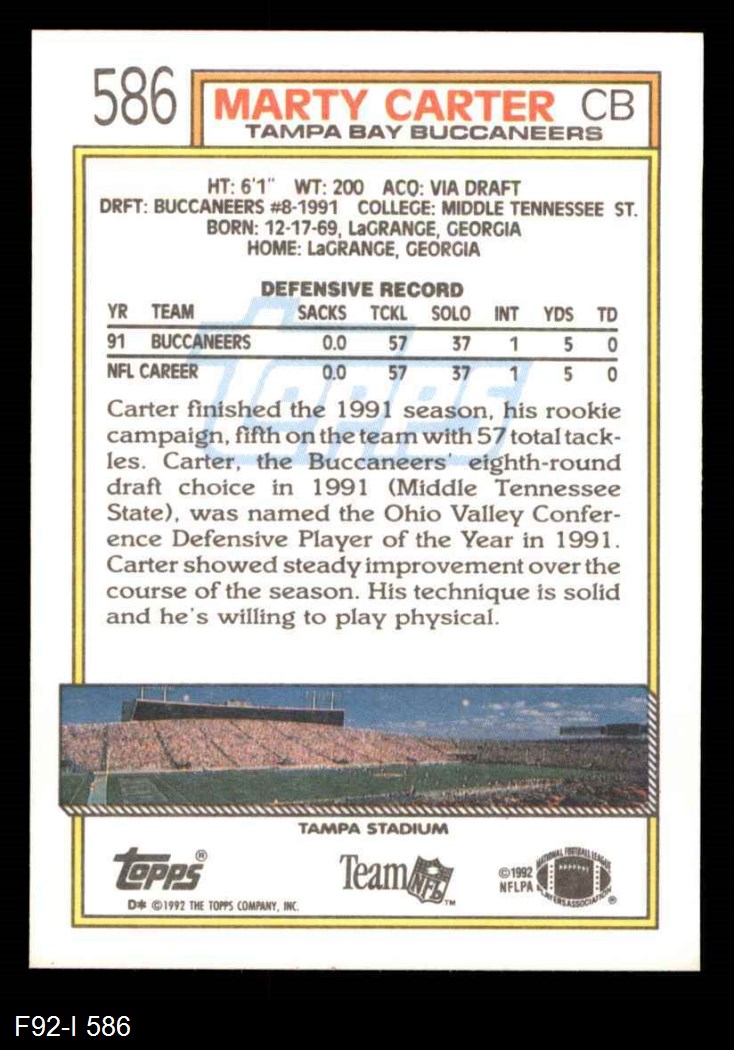 586 MARTY CARTER CB
TAMPA BAY BUCCANEERS
HT: 6'1" WT: 200 ACQ: VIA DRAFT
DRFT: BUCCANEERS #8-1991 COLLEGE: MIDDLE TENNESSEE ST.
BORN: 12-17-69, LaGRANGE, GEORGIA
HOME: LaGRANGE, GEORGIA
DEFENSIVE RECORD
YR TEAM SACKS TCKL SOLO INT YDS TD
91 BUCCANEERS 0.0 57 37 1 5 0
NFL CAREER 0.0 57 37 1 5 0
topps
Carter finished the 1991 season, his rookie
campaign, fifth on the team with 57 total tack-
les. Carter, the Buccaneers' eighth-round
draft choice in 1991 (Middle Tennessee
State), was named the Ohio Valley Confer-
ence Defensive Player of the Year in 1991.
Carter showed steady improvement over the
course of the season. His technique is solid
and he's willing to play physical.
TAMPA STADIUM
topps® Team NFL™ ©1992 NFLPA NATIONAL FOOTBALL LEAGUE PLAYERS ASSOCIATION ®
D* ©1992 THE TOPPS COMPANY, INC.
F92-I 586